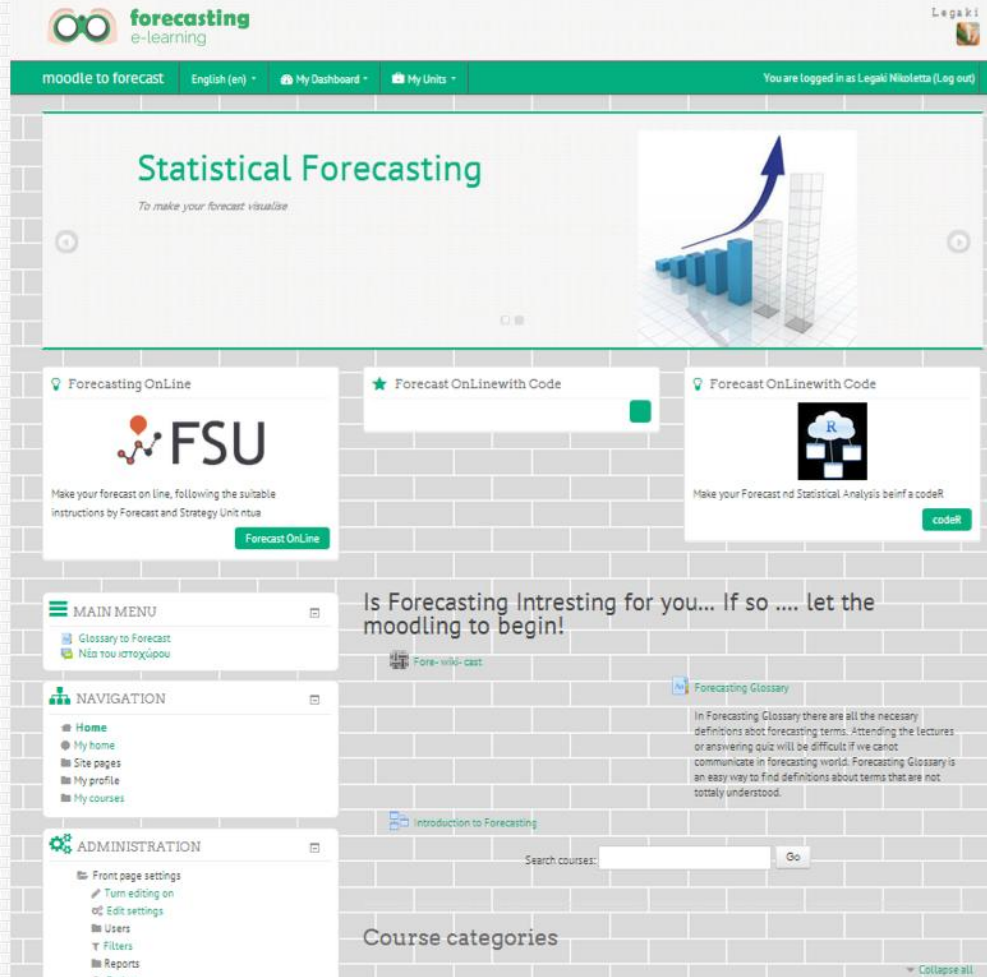 forecasting
e-learning
Legaki
moodle to forecast
English (en)
My Dashboard
My Units
You are logged in as Legaki Nikoletta (Log out)
Statistical Forecasting
To make your forecast visualise
Forecasting OnLine
FSU
Make your forecast on line, following the suitable
instructions by Forecast and Strategy Unit ntua
Forecast OnLine
Forecast OnLinewith Code
Forecast OnLinewith Code
R
Make your Forecast nd Statistical Analysis beinf a codeR
codeR
MAIN MENU
Glossary to Forecast
Νέα του ιστοχώρου
NAVIGATION
Home
My home
Site pages
My profile
My courses
ADMINISTRATION
Front page settings
Turn editing on
Edit settings
Users
Filters
Reports
Is Forecasting Intresting for you... If so .... let the
moodling to begin!
Fore- wiki- cast
Forecasting Glossary
In Forecasting Glossary there are all the necesary
definitions abot forecasting terms. Attending the lectures
or answering quiz will be difficult if we canot
communicate in forecasting world. Forecasting Glossary is
an easy way to find definitions about terms that are not
tottaly understood.
Introduction to Forecasting
Search courses:
Go
Course categories
Collapse all